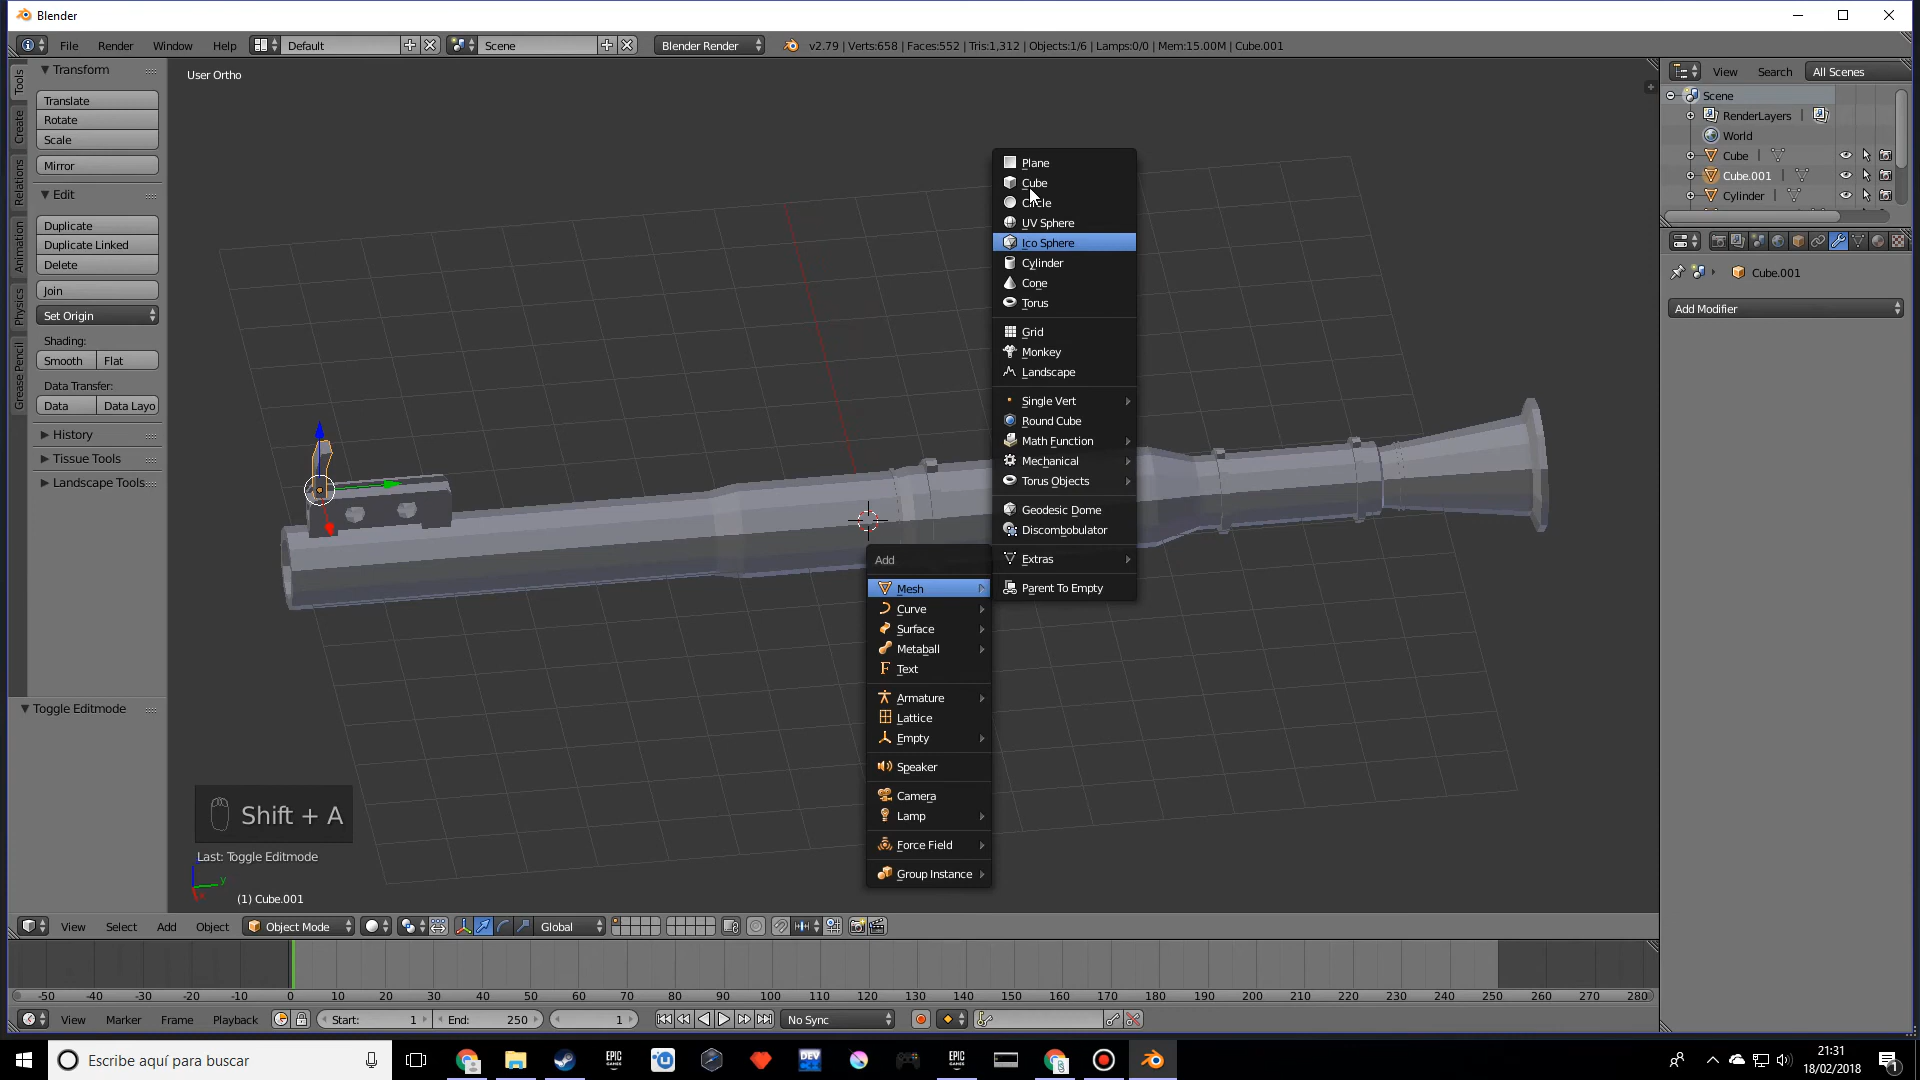 Blender
File Render Window Help Default Scene Blender Render v2.79 | Verts:658 | Faces:552 | Tris:1,312 | Objects:1/6 | Lamps:0/0 | Mem:15.00M | Cube.001
Tools
Create
Relations
Animation
Physics
Grease Pencil
Transform
Translate
Rotate
Scale
Mirror
Edit
Duplicate
Duplicate Linked
Delete
Join
Set Origin
Shading:
Smooth Flat
Data Transfer:
Data Data Layo
History
Tissue Tools
Landscape Tools
Toggle Editmode
User Ortho
Plane
Cube
Circle
UV Sphere
Ico Sphere
Cylinder
Cone
Torus
Grid
Monkey
Landscape
Single Vert
Round Cube
Math Function
Mechanical
Torus Objects
Geodesic Dome
Discombobulator
Extras
Parent To Empty
Add
Mesh
Curve
Surface
Metaball
Text
Armature
Lattice
Empty
Speaker
Camera
Lamp
Force Field
Group Instance
Shift + A
Last: Toggle Editmode
y
(1) Cube.001
View Search All Scenes
Scene
RenderLayers
World
Cube
Cube.001
Cylinder
Cube.001
Add Modifier
View Select Add Object Object Mode Global
-50 -40 -30 -20 -10 0 10 20 30 40 50 60 70 80 90 100 110 120 130 140 150 160 170 180 190 200 210 220 230 240 250 260 270 280
View Marker Frame Playback Start: 1 End: 250 1 No Sync
Escribe aquí para buscar
21:31
18/02/2018